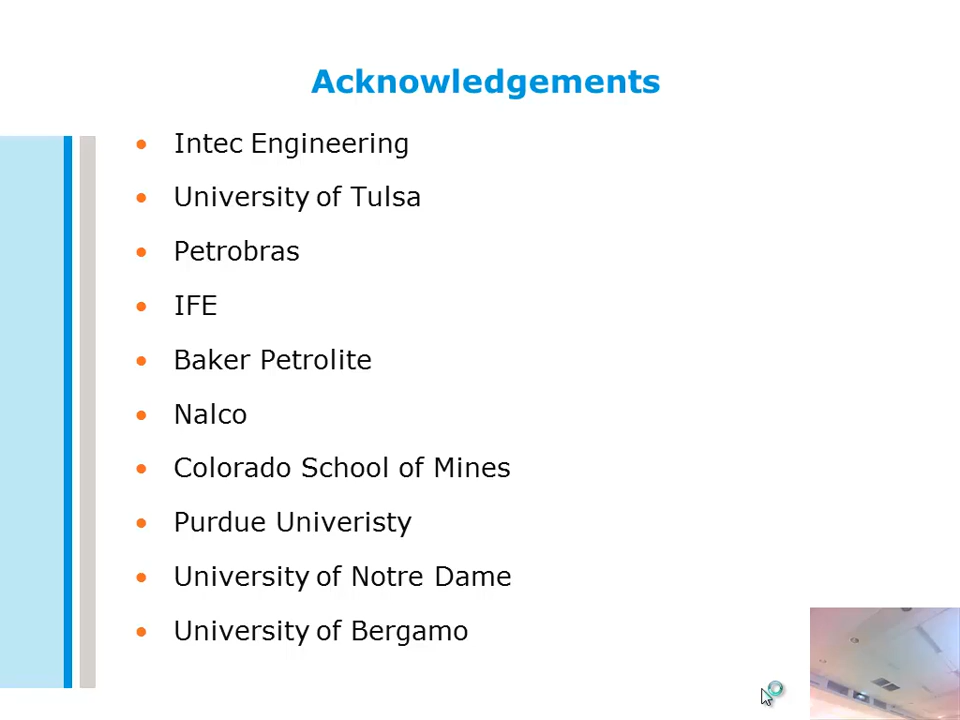 Acknowledgements
• Intec Engineering
• University of Tulsa
• Petrobras
• IFE
• Baker Petrolite
• Nalco
• Colorado School of Mines
• Purdue Univeristy
• University of Notre Dame
• University of Bergamo